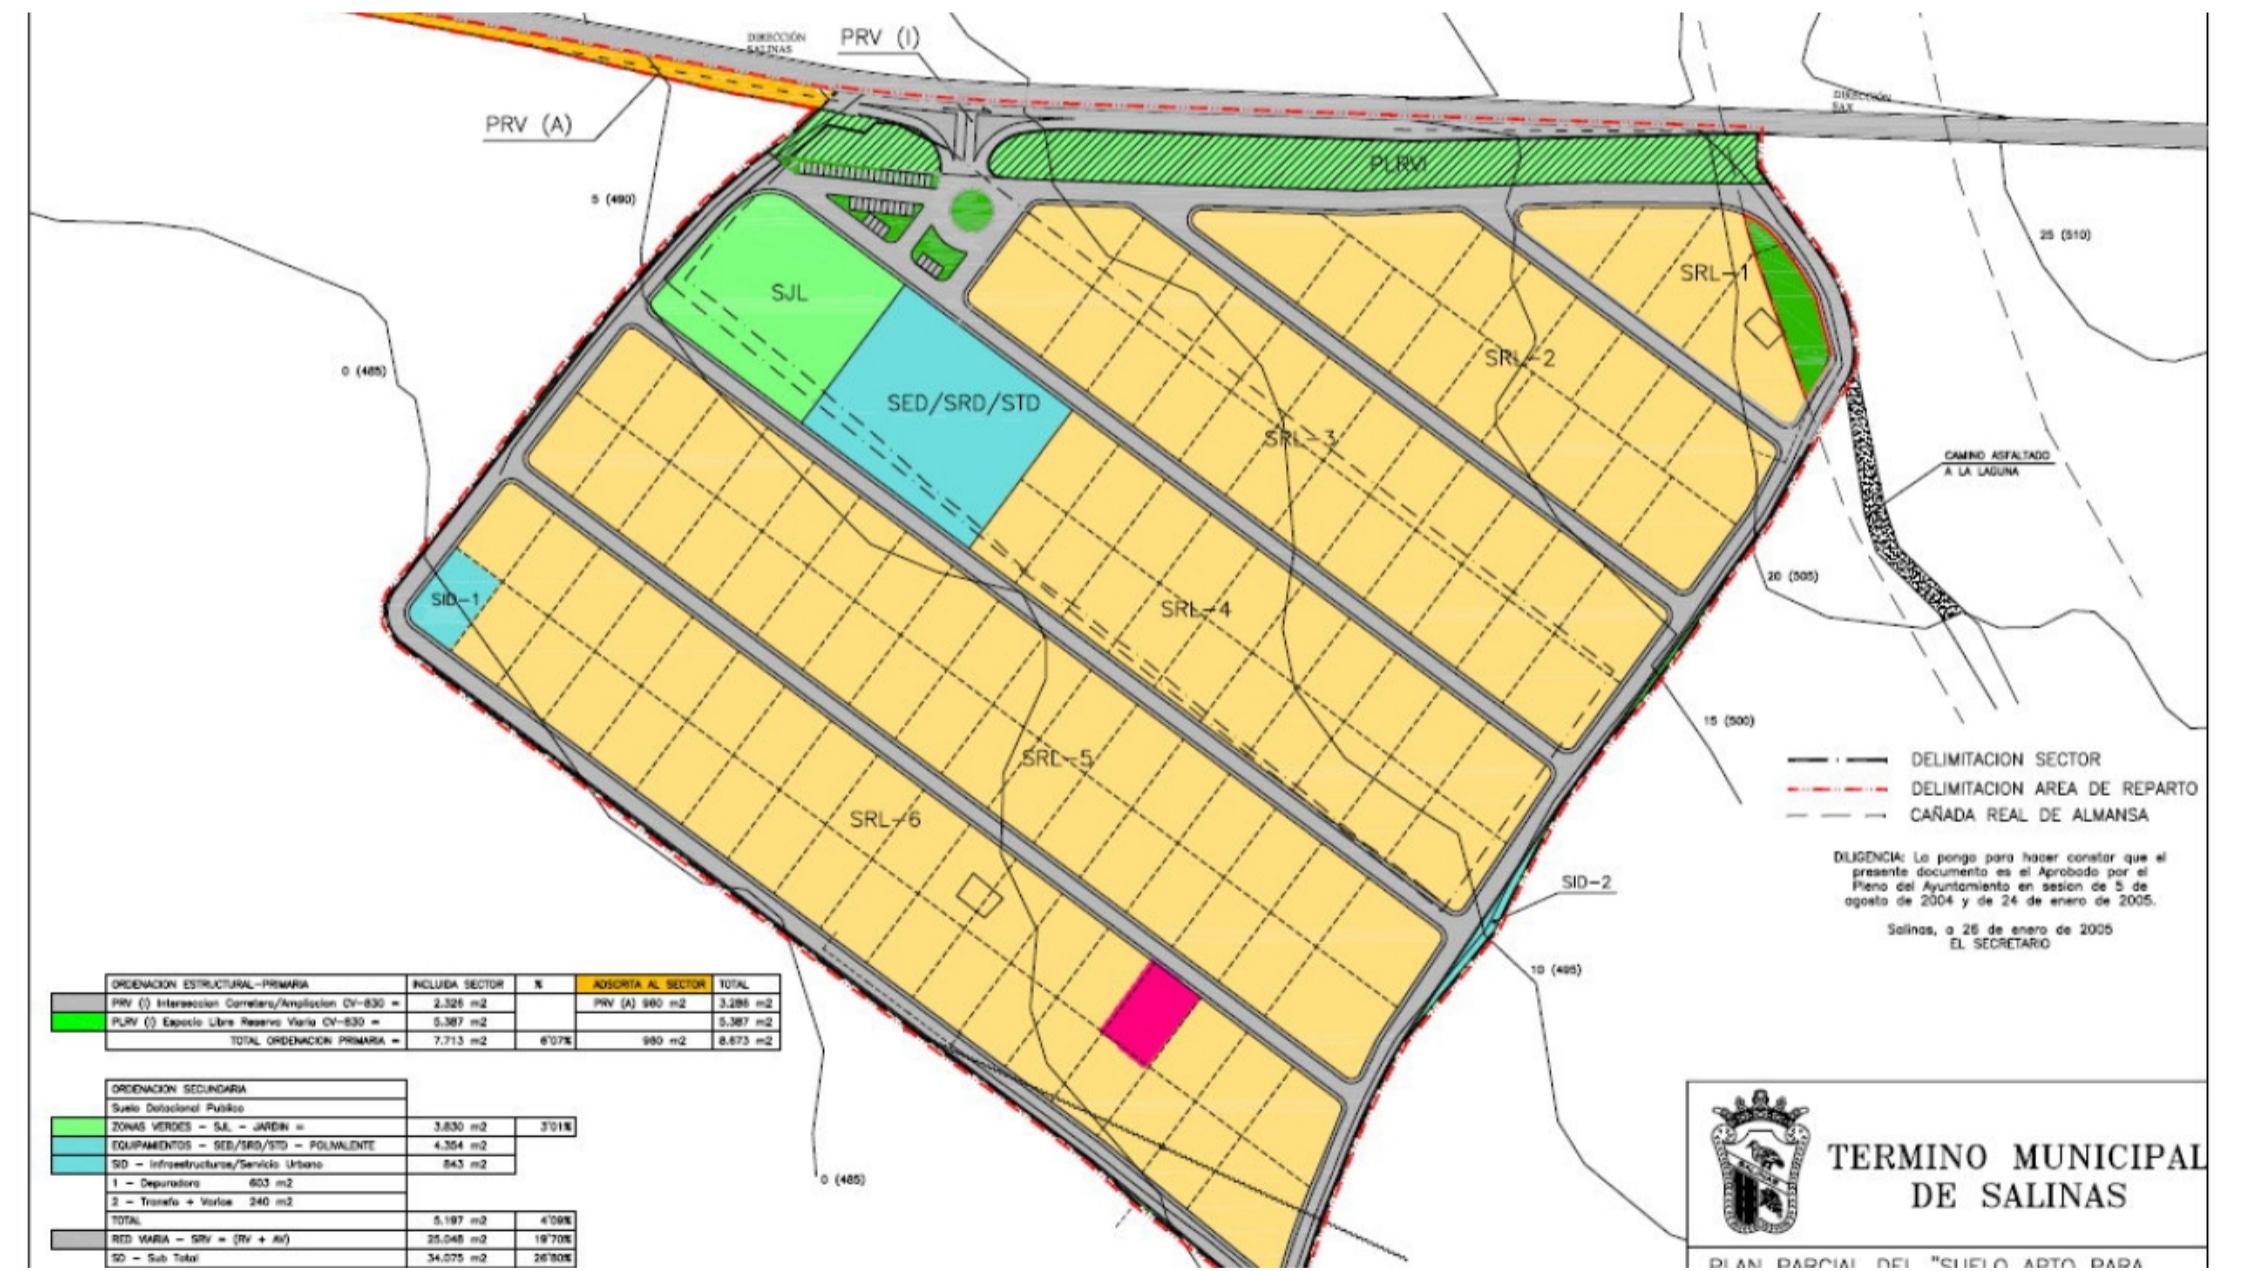 DIRECCIÓN
SALINAS
PRV (I)
PRV (A)
DIRECCIÓN
SAX
PLRVI
5 (490)
25 (510)
SJL
SRL-1
SRL-2
0 (485)
SED/SRD/STD
SRL-3
CAMINO ASFALTADO
A LA LAGUNA
20 (505)
SID-1
SRL-4
15 (500)
SRL-5
SRL-6
DELIMITACION SECTOR
DELIMITACION AREA DE REPARTO
CAÑADA REAL DE ALMANSA
DILIGENCIA: La pongo para hacer constar que el
presente documento es el Aprobado por el
Pleno del Ayuntamiento en sesion de 5 de
agosto de 2004 y de 24 de enero de 2005.
Salinas, a 26 de enero de 2005
EL SECRETARIO
SID-2
10 (495)
0 (485)
ORDENACION ESTRUCTURAL-PRIMARIA INCLUIDA SECTOR % ADSCRITA AL SECTOR TOTAL
PRV (I) Interseccion Carretera/Ampliacion CV-830 = 2.326 m2 PRV (A) 960 m2 3.286 m2
PLRV (I) Espacio Libre Reserva Viaria CV-830 = 5.387 m2 5.387 m2
TOTAL ORDENACION PRIMARIA = 7.713 m2 6'07% 960 m2 8.673 m2
ORDENACION SECUNDARIA
Suelo Dotacional Publico
ZONAS VERDES - SJL - JARDIN = 3.830 m2 3'01%
EQUIPAMIENTOS - SED/SRD/STD - POLIVALENTE 4.354 m2
SID - Infraestructuras/Servicio Urbano 843 m2
1 - Depuradora 603 m2
2 - Transfo + Varios 240 m2
TOTAL 5.197 m2 4'09%
RED VIARIA - SRV = (RV + AV) 25.048 m2 19'70%
SD - Sub Total 34.075 m2 26'80%
TERMINO MUNICIPAL
DE SALINAS
PLAN PARCIAL DEL "SUELO APTO PARA